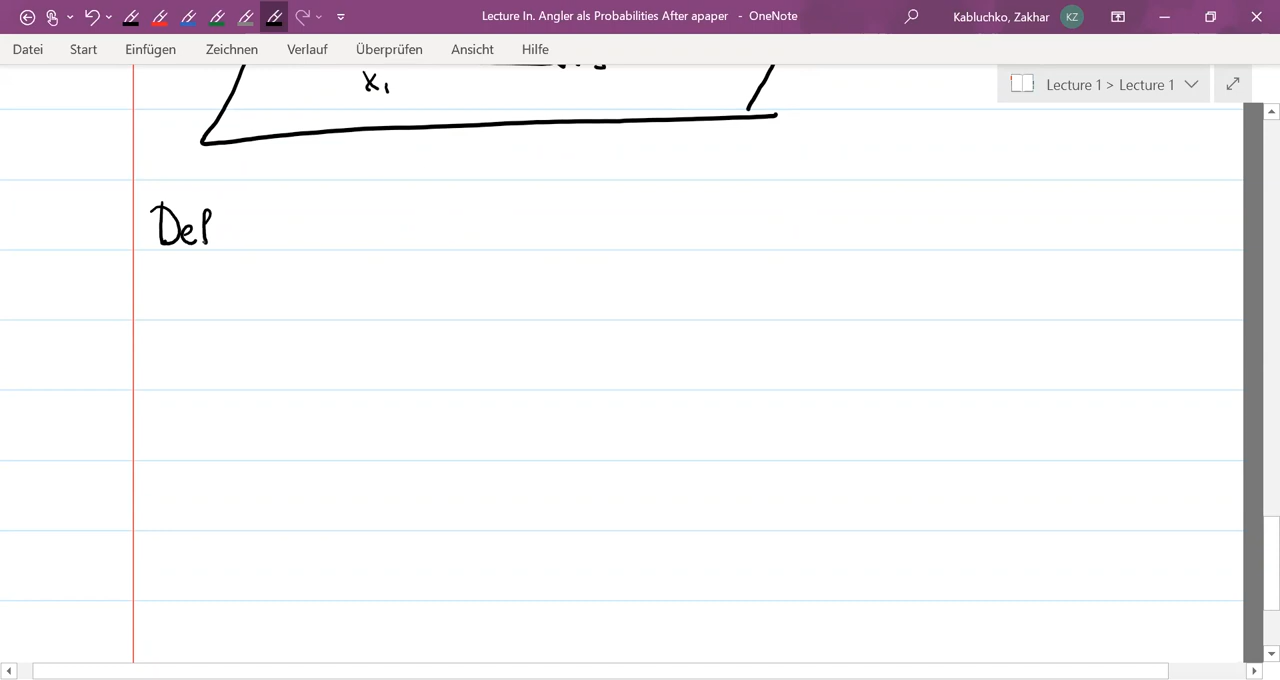 Lecture In. Angler als Probabilities After apaper - OneNote
Kabluchko, Zakhar KZ
Datei Start Einfügen Zeichnen Verlauf Überprüfen Ansicht Hilfe
x₁
Lecture 1 > Lecture 1
Def